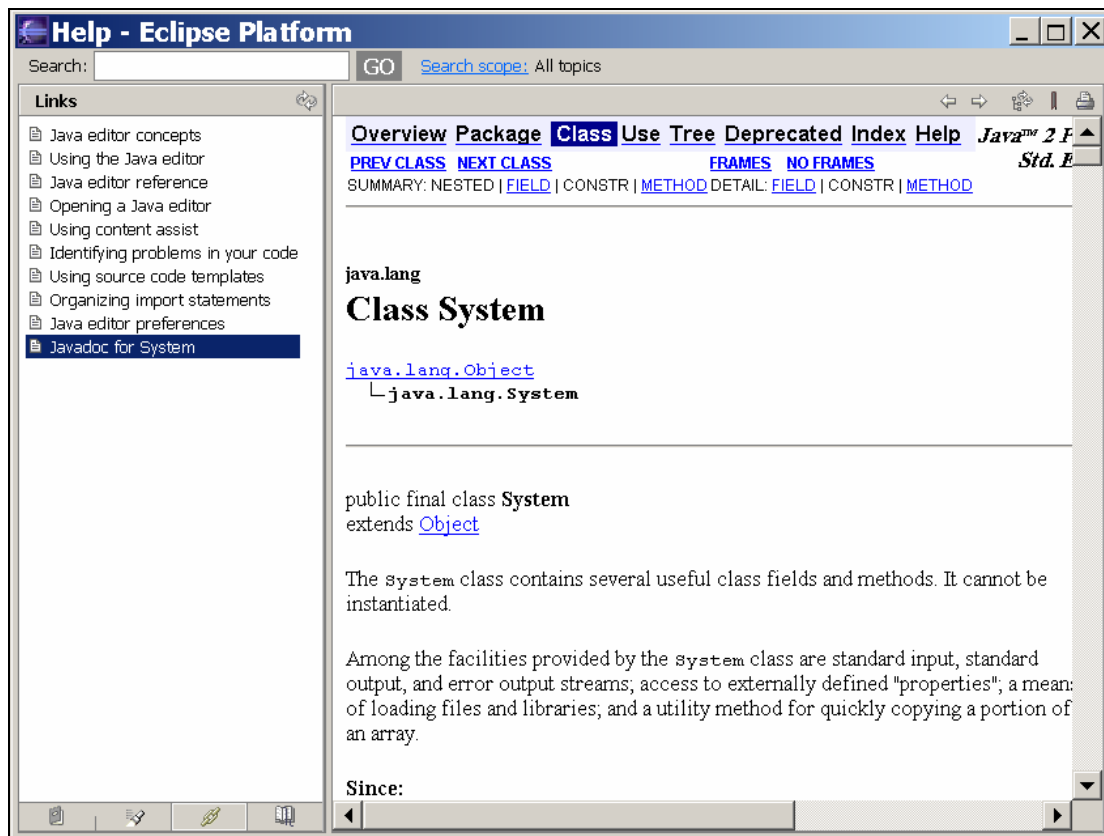 Help - Eclipse Platform
Search: GO Search scope: All topics
Links
Java editor concepts
Using the Java editor
Java editor reference
Opening a Java editor
Using content assist
Identifying problems in your code
Using source code templates
Organizing import statements
Java editor preferences
Javadoc for System
Overview Package Class Use Tree Deprecated Index Help Java™ 2 P
PREV CLASS NEXT CLASS FRAMES NO FRAMES Std. E
SUMMARY: NESTED | FIELD | CONSTR | METHOD DETAIL: FIELD | CONSTR | METHOD
java.lang
Class System
java.lang.Object
java.lang.System
public final class System
extends Object
The System class contains several useful class fields and methods. It cannot be
instantiated.
Among the facilities provided by the System class are standard input, standard
output, and error output streams; access to externally defined "properties"; a means
of loading files and libraries; and a utility method for quickly copying a portion of
an array.
Since: